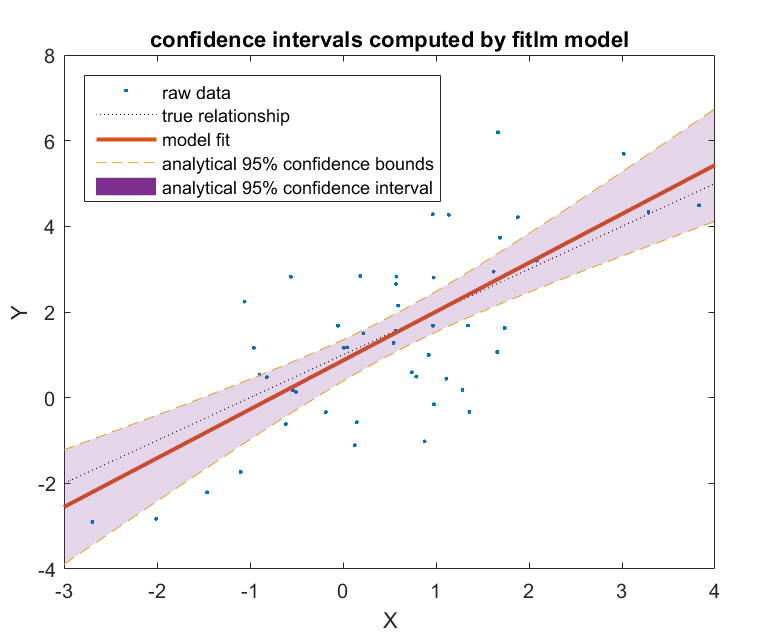 confidence intervals computed by fitlm model
8
raw data
true relationship
model fit
analytical 95% confidence bounds
analytical 95% confidence interval
6
4
2
0
-2
-4
Y
-3 -2 -1 0 1 2 3 4
X